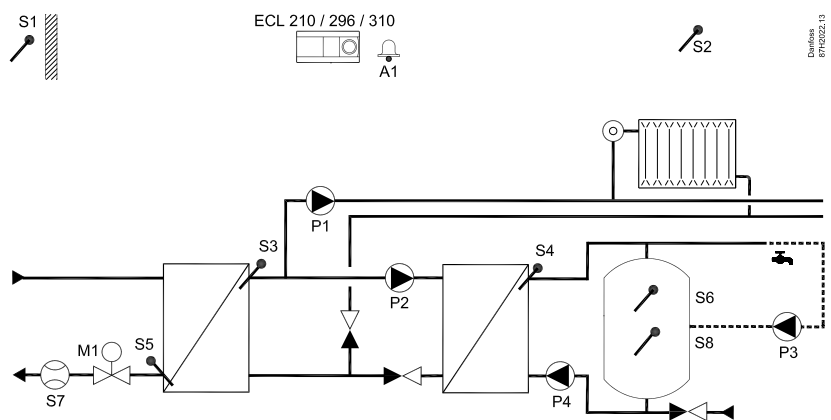 S1
ECL 210 / 296 / 310
A1
S2
Danfoss
87H2022.13
P1
S3
S4
P2
S6
S8
P3
M1
S5
S7
P4